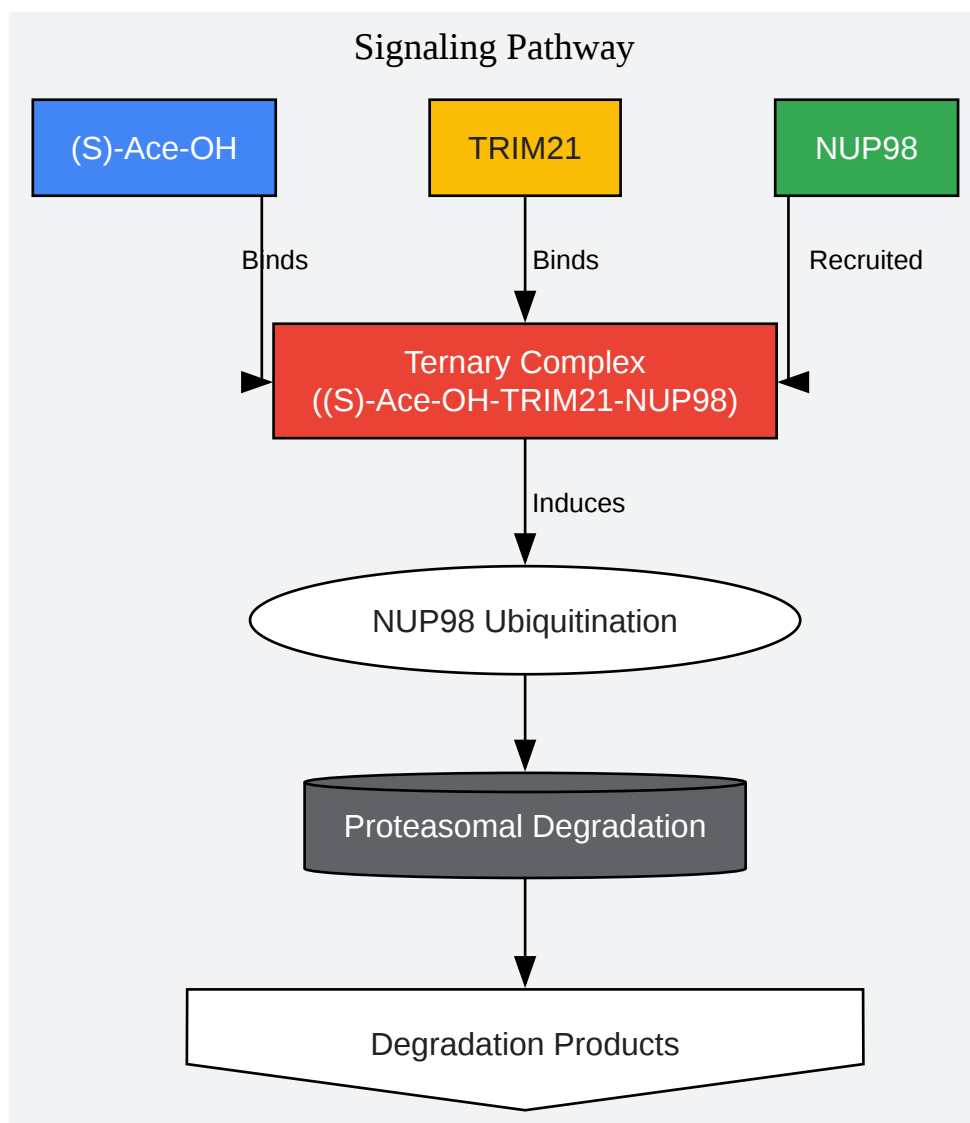 Signaling Pathway
(S)-Ace-OH
TRIM21
NUP98
Binds
Binds
Recruited
Ternary Complex
((S)-Ace-OH-TRIM21-NUP98)
Induces
NUP98 Ubiquitination
Proteasomal Degradation
Degradation Products